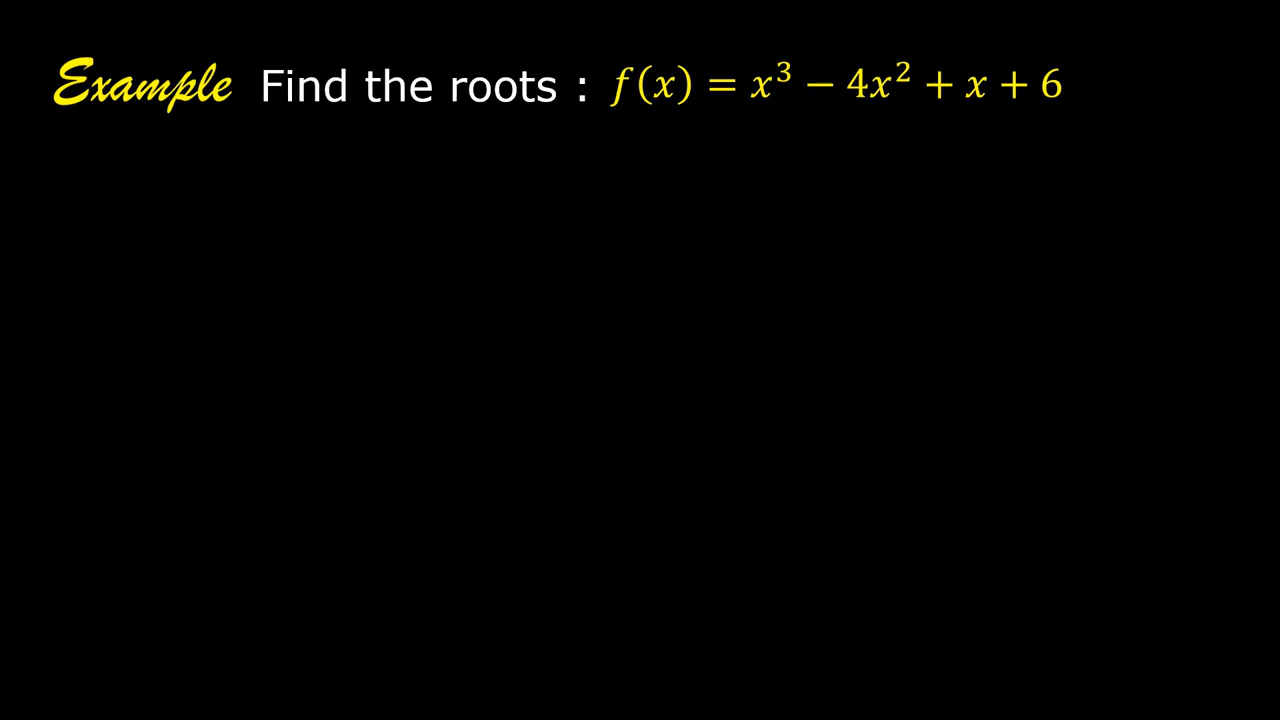 Example Find the roots : f(x) = x³ − 4x² + x + 6